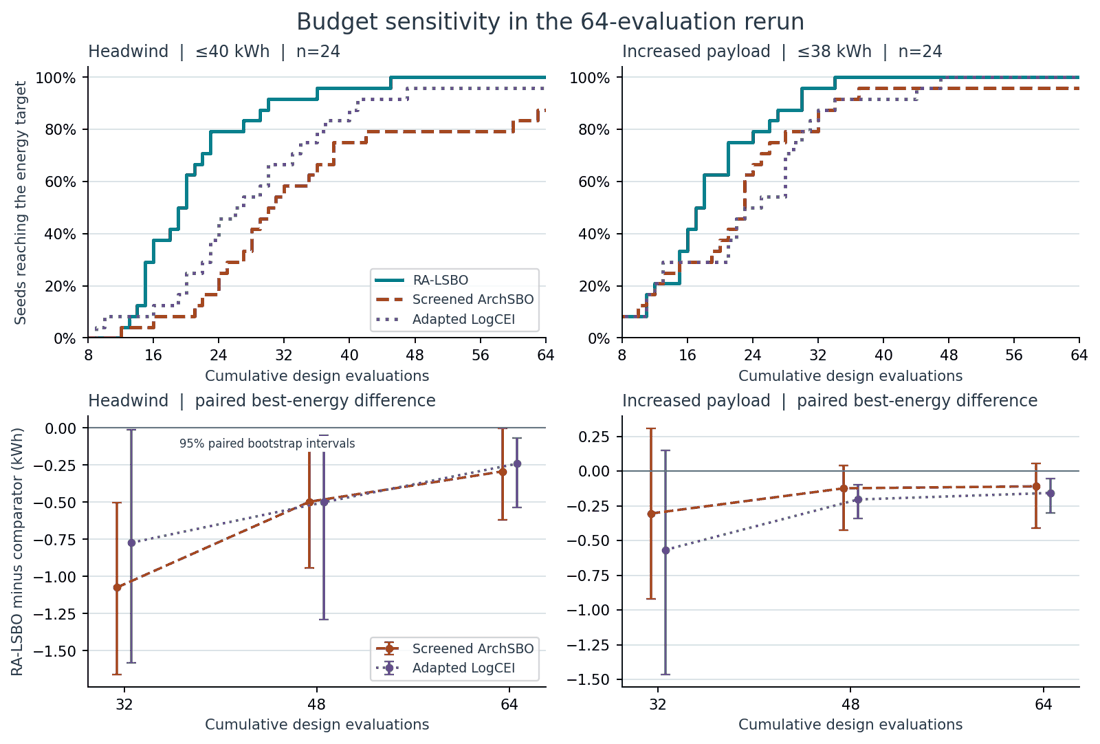 Budget sensitivity in the 64-evaluation rerun
Headwind | ≤40 kWh | n=24
Seeds reaching the energy target
100%
80%
60%
40%
20%
0%
RA-LSBO
Screened ArchSBO
Adapted LogCEI
8 16 24 32 40 48 56 64
Cumulative design evaluations
Increased payload | ≤38 kWh | n=24
100%
80%
60%
40%
20%
0%
8 16 24 32 40 48 56 64
Cumulative design evaluations
Headwind | paired best-energy difference
RA-LSBO minus comparator (kWh)
0.00
−0.25
−0.50
−0.75
−1.00
−1.25
−1.50
95% paired bootstrap intervals
Screened ArchSBO
Adapted LogCEI
32 48 64
Cumulative design evaluations
Increased payload | paired best-energy difference
0.25
0.00
−0.25
−0.50
−0.75
−1.00
−1.25
−1.50
32 48 64
Cumulative design evaluations